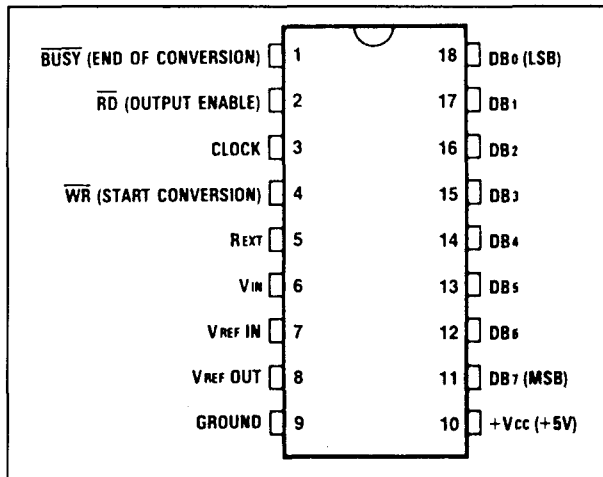 BUSY (END OF CONVERSION) 1 18 DB0 (LSB)
RD (OUTPUT ENABLE) 2 17 DB1
CLOCK 3 16 DB2
WR (START CONVERSION) 4 15 DB3
REXT 5 14 DB4
VIN 6 13 DB5
VREF IN 7 12 DB6
VREF OUT 8 11 DB7 (MSB)
GROUND 9 10 +VCC (+5V)